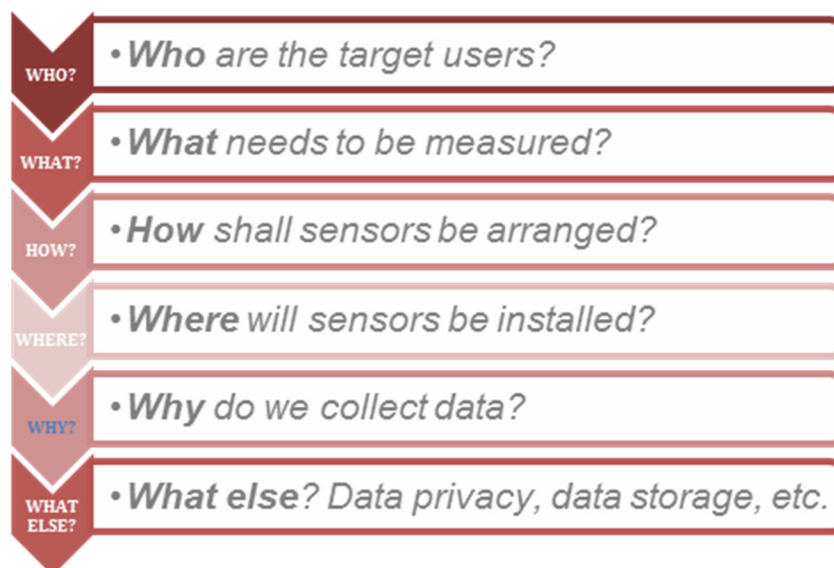 WHO?
• Who are the target users?
WHAT?
• What needs to be measured?
HOW?
• How shall sensors be arranged?
WHERE?
• Where will sensors be installed?
WHY?
• Why do we collect data?
WHAT
ELSE?
• What else? Data privacy, data storage, etc.